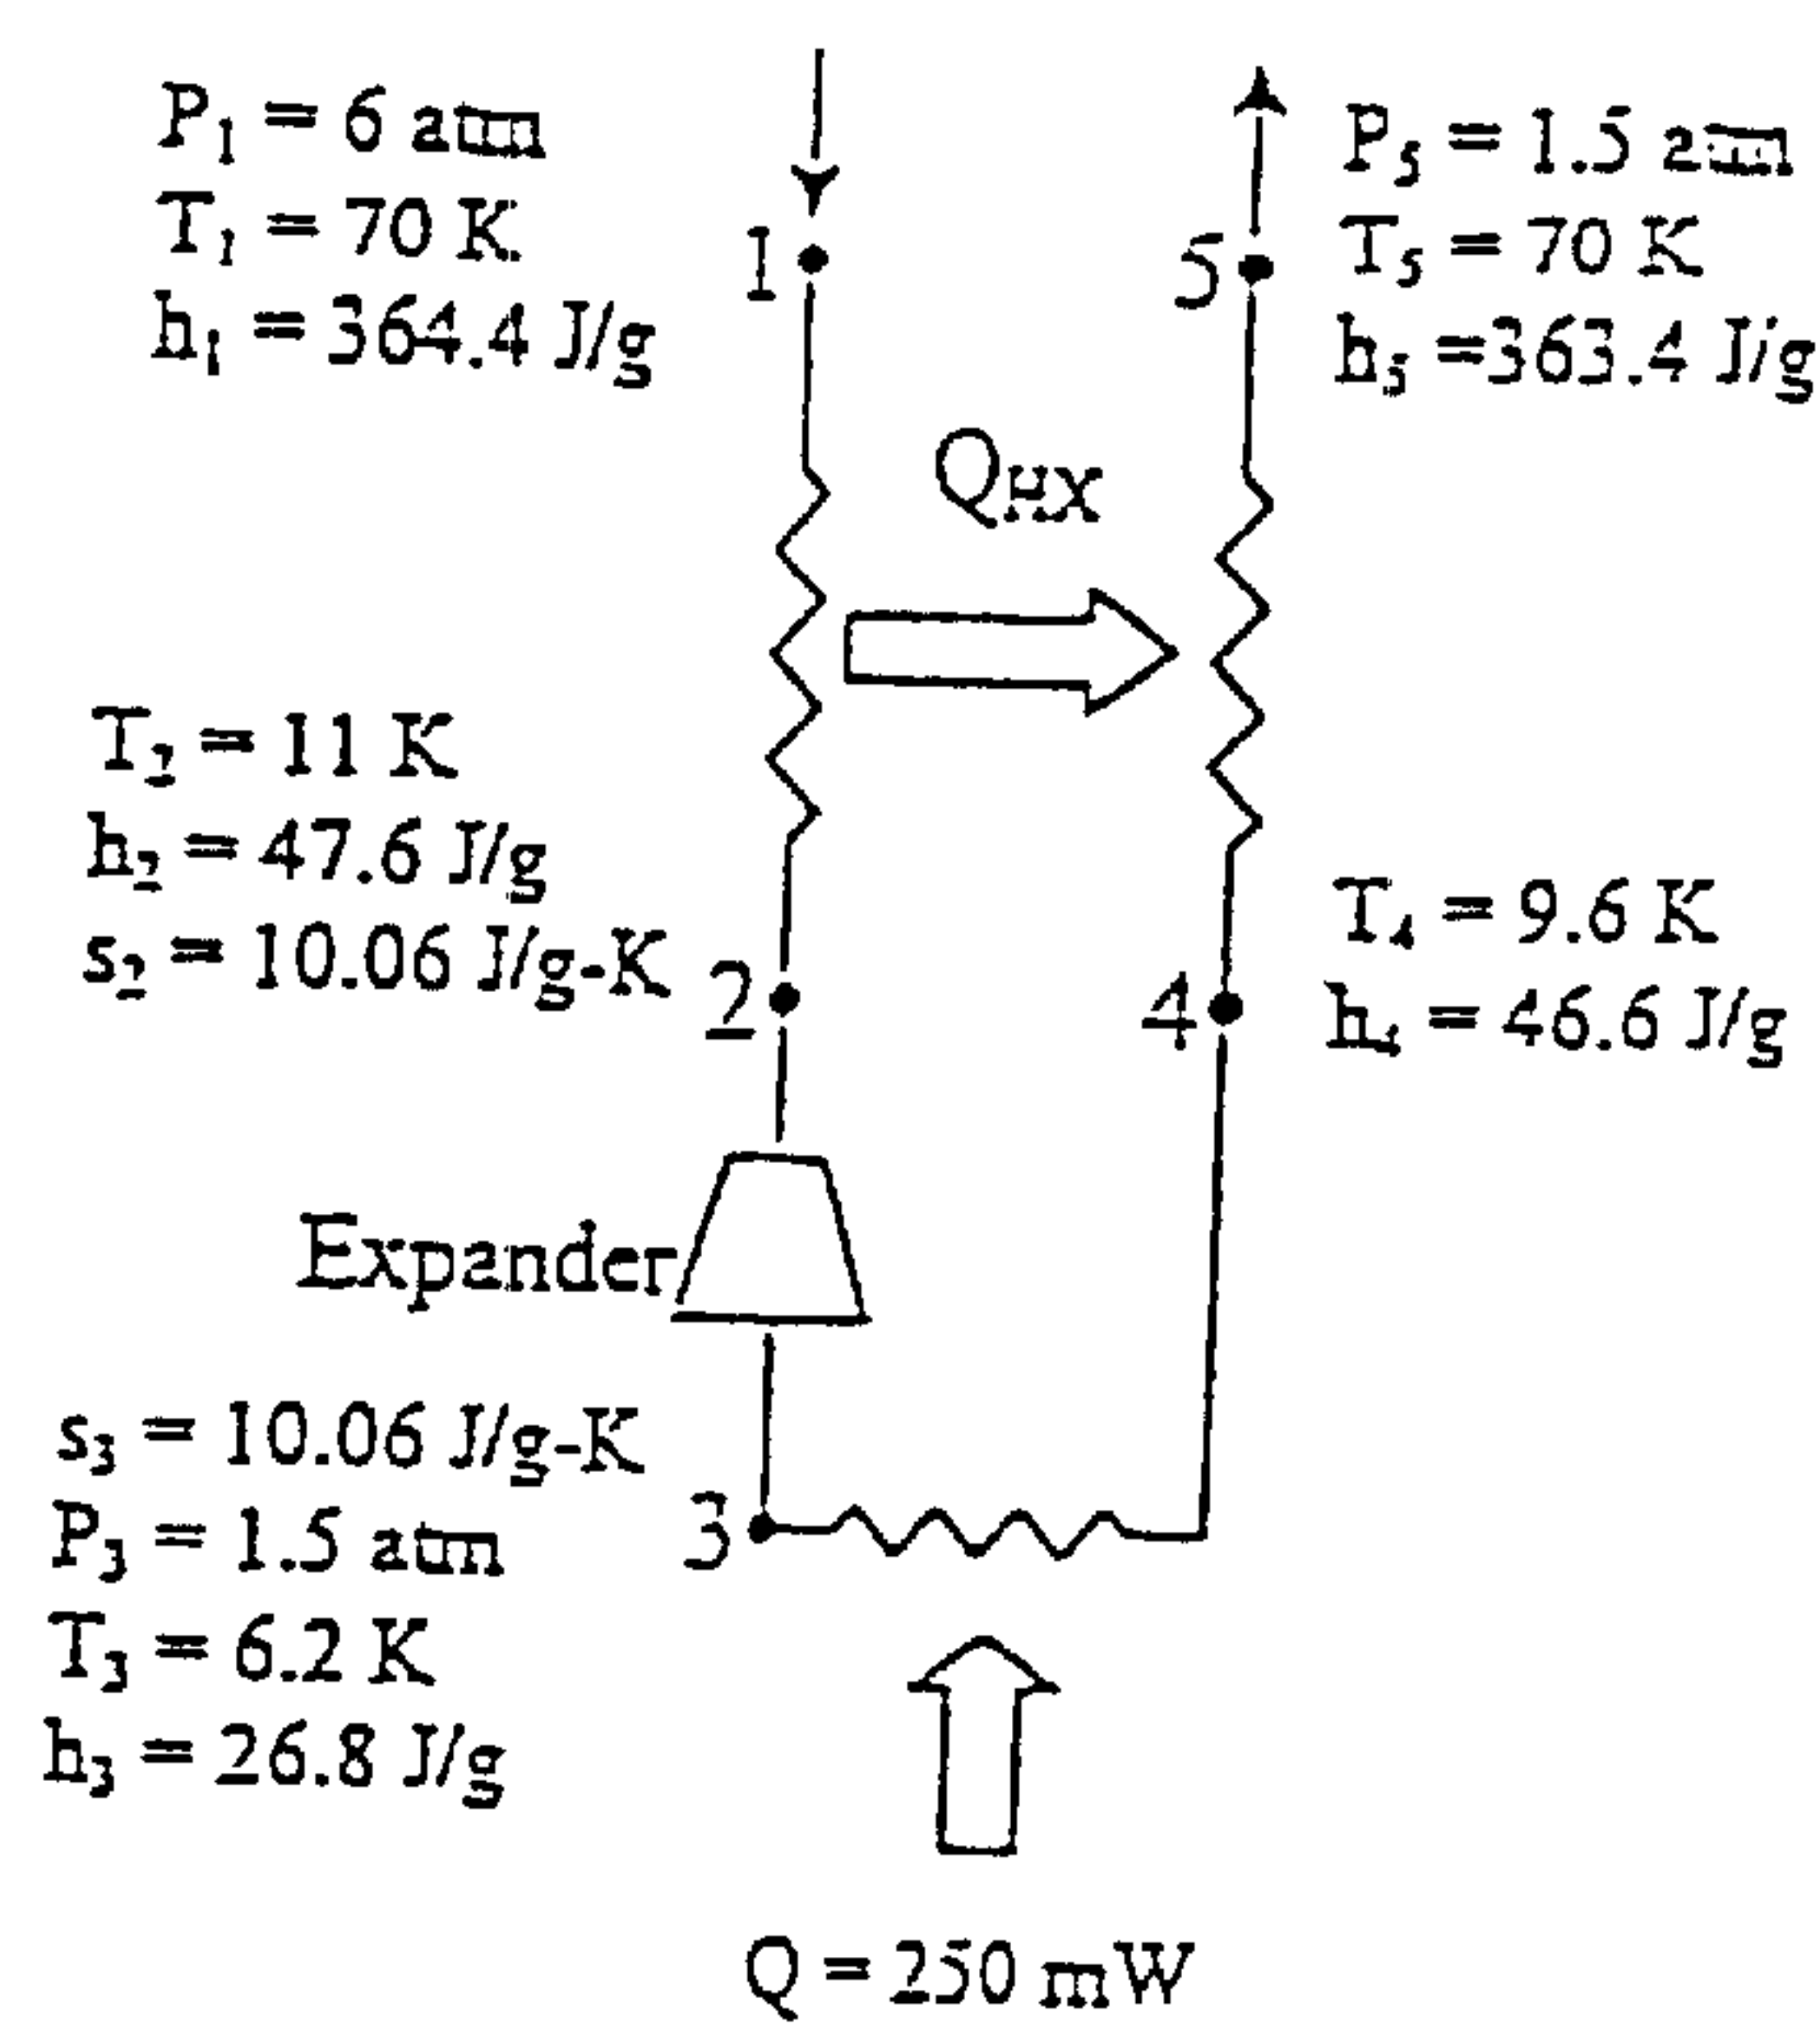 P₁ = 6 atm
T₁ = 70 K
h₁ = 364.4 J/g
1
P₅ = 1.5 atm
T₅ = 70 K
h₅ =363.4 J/g
5
Q_HX
T₂ = 11 K
h₂ = 47.6 J/g
s₂ = 10.06 J/g-K
2
T₄ = 9.6 K
h₄ = 46.6 J/g
4
Expander
s₃ = 10.06 J/g-K
P₃ = 1.5 atm
T₃ = 6.2 K
h₃ = 26.8 J/g
3
Q = 250 mW